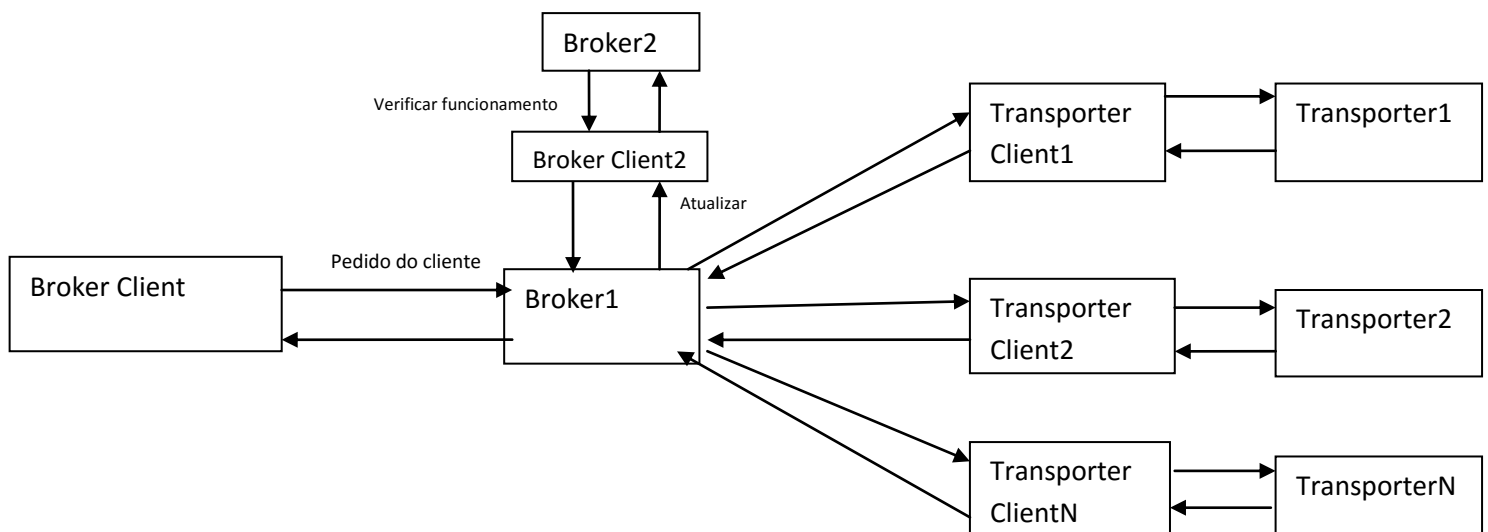 Broker2
Verificar funcionamento
Broker Client2
Atualizar
Transporter
Client1
Transporter1
Pedido do cliente
Broker Client
Broker1
Transporter
Client2
Transporter2
Transporter
ClientN
TransporterN